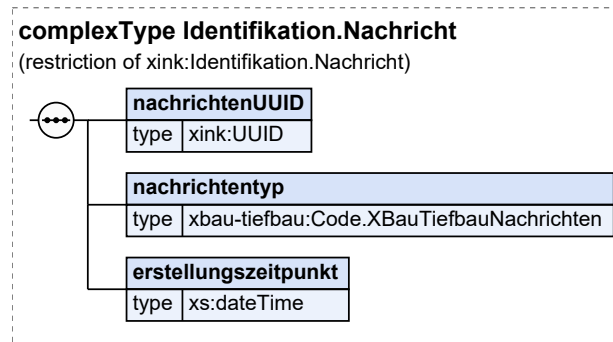 complexType Identifikation.Nachricht
(restriction of xink:Identifikation.Nachricht)
nachrichtenUUID
type xink:UUID
nachrichtentyp
type xbau-tiefbau:Code.XBauTiefbauNachrichten
erstellungszeitpunkt
type xs:dateTime